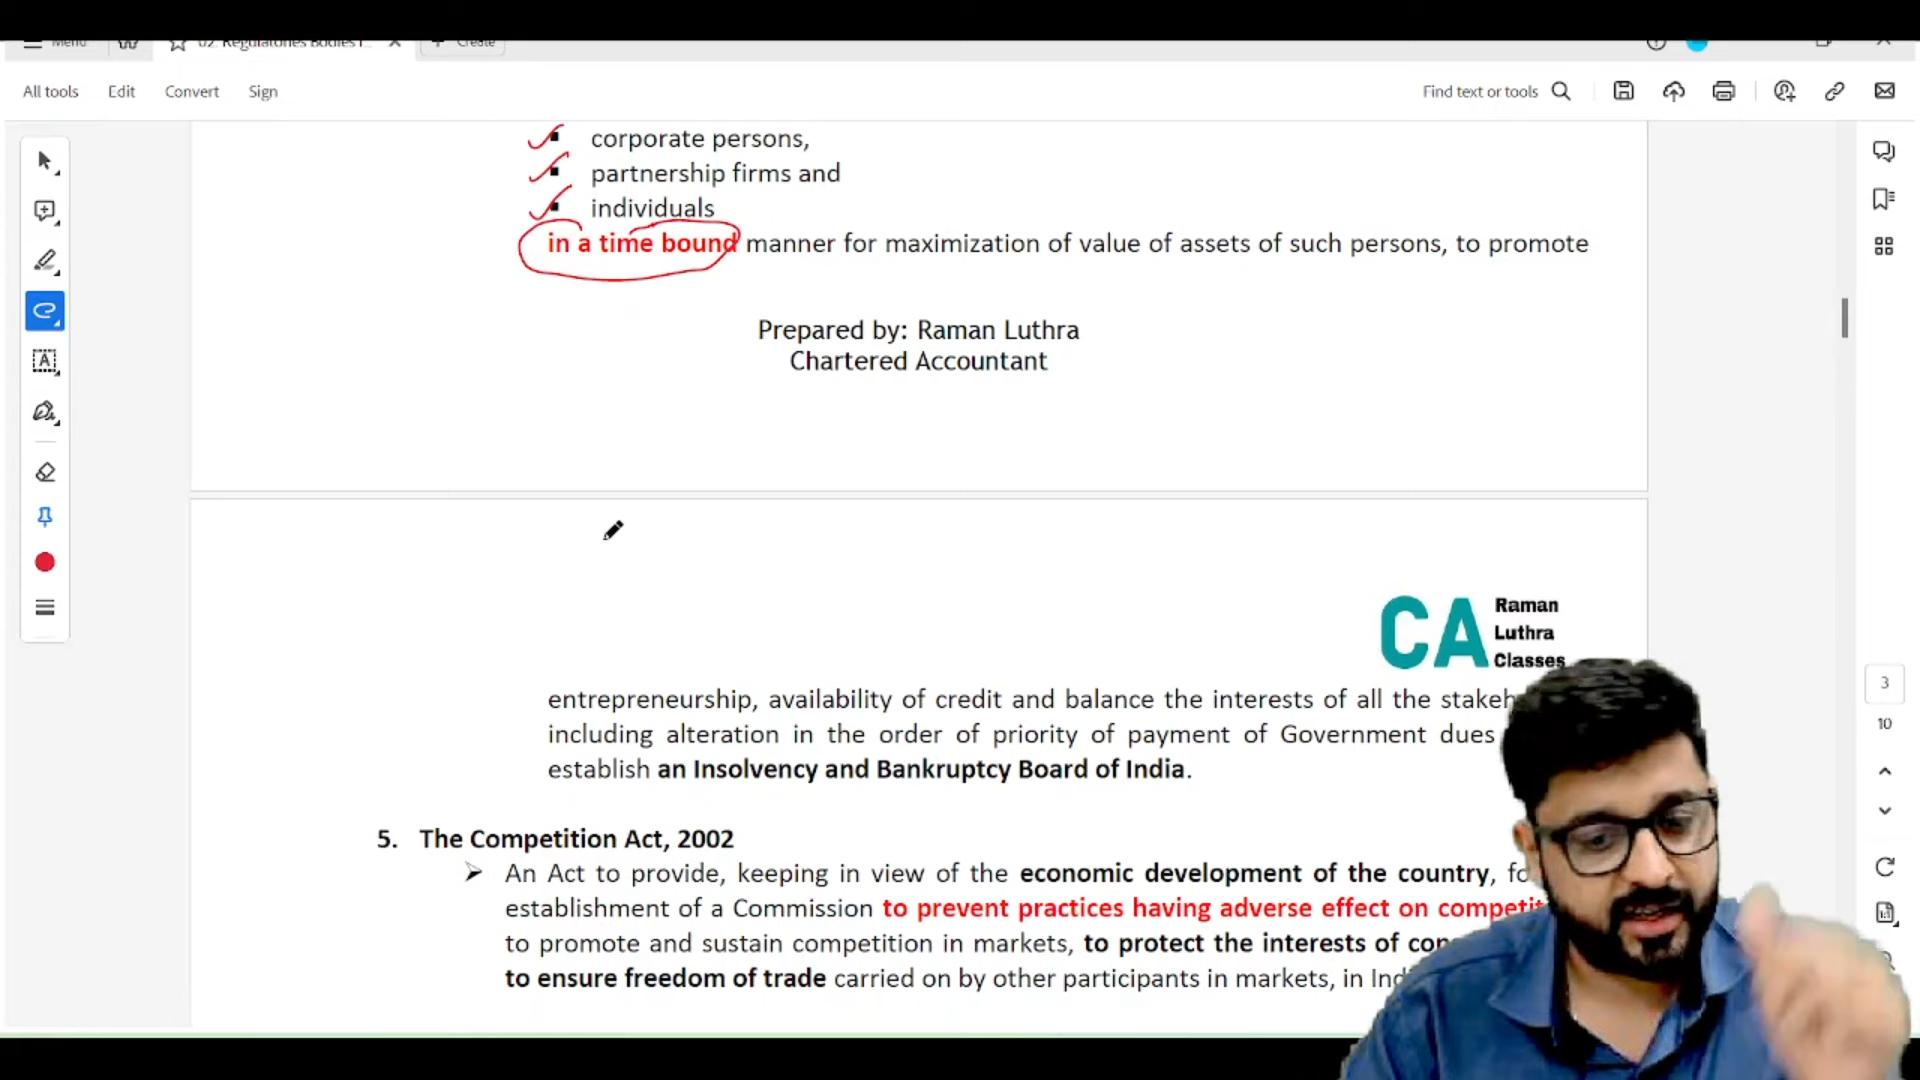 Menu
02. Regulatories Bodies
Create
All tools
Edit
Convert
Sign
Find text or tools
corporate persons,
partnership firms and
individuals
in a time bound manner for maximization of value of assets of such persons, to promote
Prepared by: Raman Luthra
Chartered Accountant
CA
Raman
Luthra
Classes
entrepreneurship, availability of credit and balance the interests of all the
including alteration in the order of priority of payment of Government dues
establish an Insolvency and Bankruptcy Board of India.
5. The Competition Act, 2002
An Act to provide, keeping in view of the economic development of the country,
establishment of a Commission to prevent practices having adverse effect on
to promote and sustain competition in markets, to protect the interests of
to ensure freedom of trade carried on by other participants in markets, in
3
10